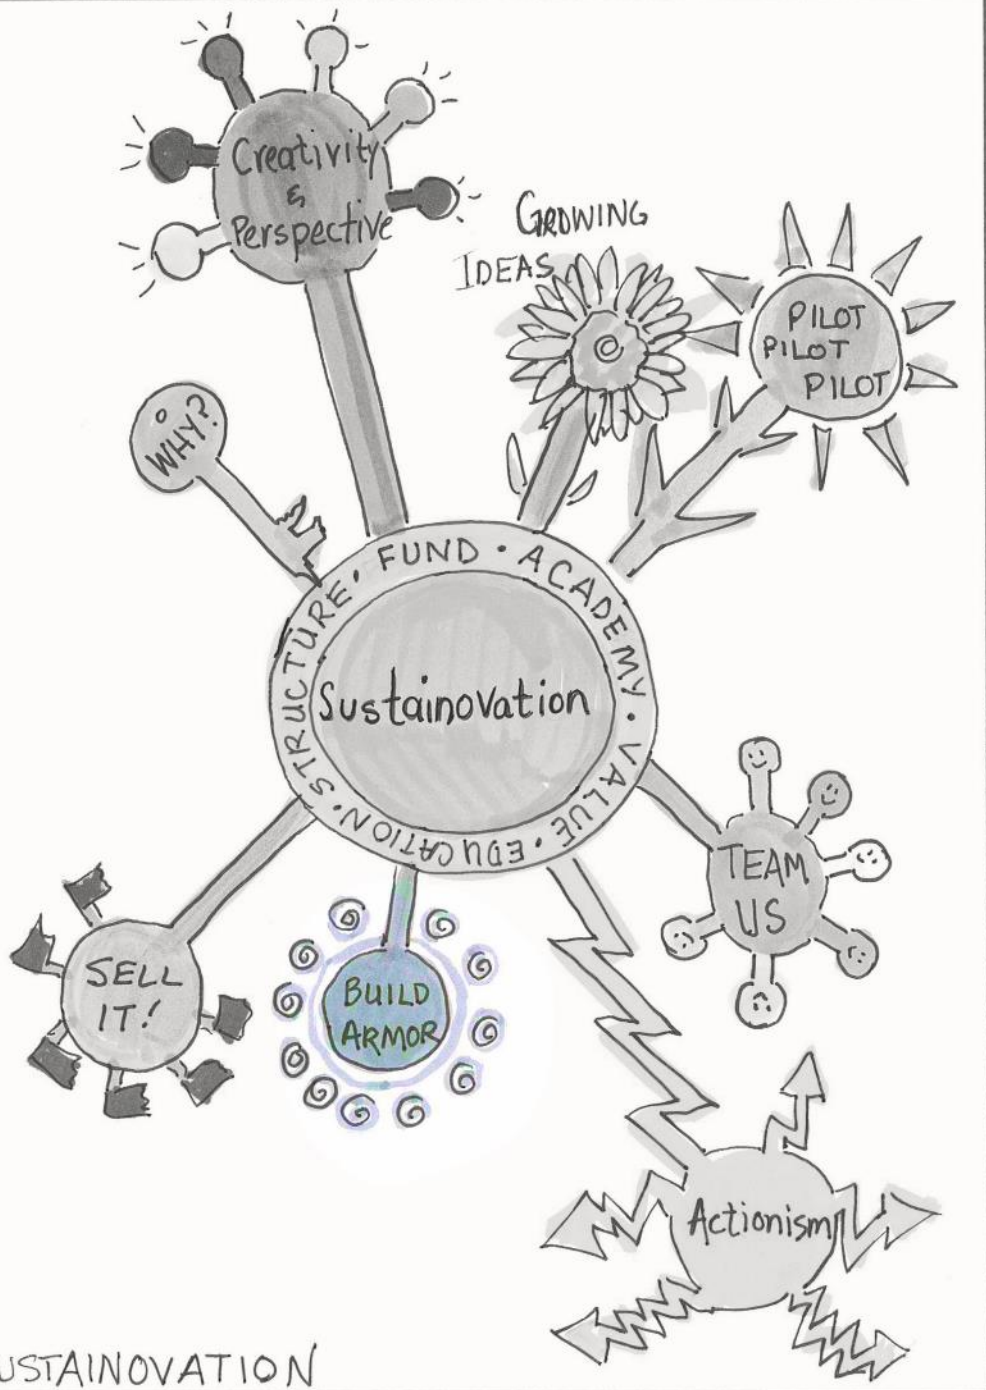 Creativity
&
Perspective
GROWING
IDEAS
PILOT
PILOT
PILOT
WHY?
STRUCTURE · FUND · ACADEMY · VALUE · EDUCATION ·
Sustainovation
TEAM
US
SELL
IT!
BUILD
ARMOR
Actionism
USTAINOVATION